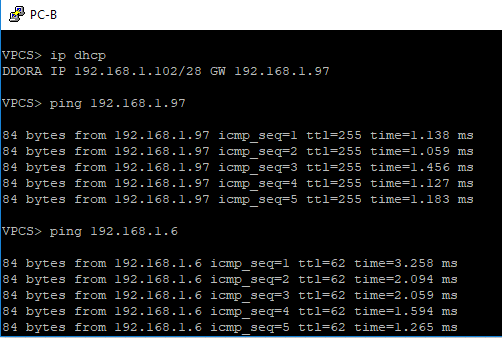 PC-B
VPCS> ip dhcp
DDORA IP 192.168.1.102/28 GW 192.168.1.97
VPCS> ping 192.168.1.97
84 bytes from 192.168.1.97 icmp_seq=1 ttl=255 time=1.138 ms
84 bytes from 192.168.1.97 icmp_seq=2 ttl=255 time=1.059 ms
84 bytes from 192.168.1.97 icmp_seq=3 ttl=255 time=1.456 ms
84 bytes from 192.168.1.97 icmp_seq=4 ttl=255 time=1.127 ms
84 bytes from 192.168.1.97 icmp_seq=5 ttl=255 time=1.183 ms
VPCS> ping 192.168.1.6
84 bytes from 192.168.1.6 icmp_seq=1 ttl=62 time=3.258 ms
84 bytes from 192.168.1.6 icmp_seq=2 ttl=62 time=2.094 ms
84 bytes from 192.168.1.6 icmp_seq=3 ttl=62 time=2.059 ms
84 bytes from 192.168.1.6 icmp_seq=4 ttl=62 time=1.594 ms
84 bytes from 192.168.1.6 icmp_seq=5 ttl=62 time=1.265 ms